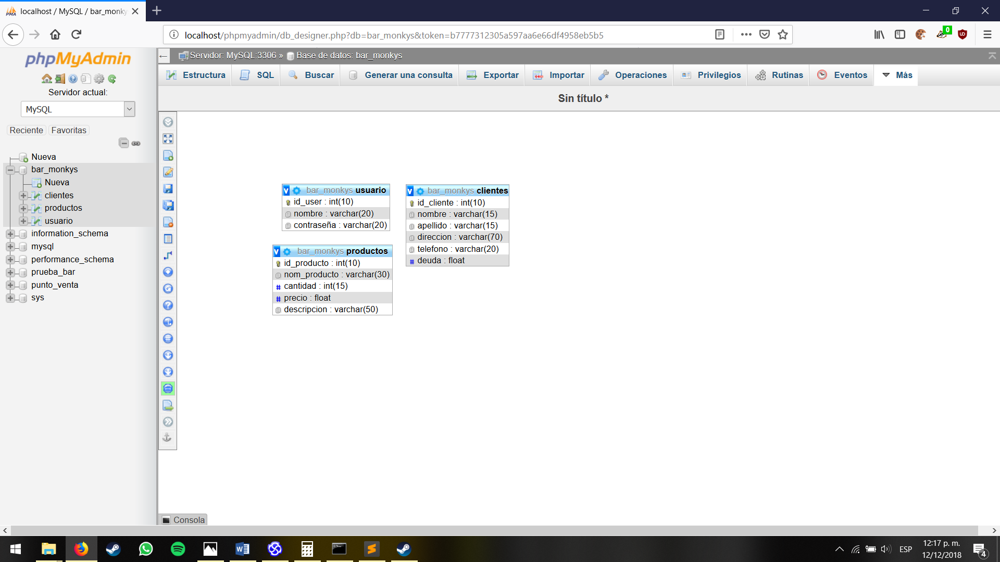 localhost / MySQL / bar_monky
localhost/phpmyadmin/db_designer.php?db=bar_monkys&token=b7777312305a597aa6e66df4958eb5b5
0
phpMyAdmin
Servidor actual:
MySQL
Reciente Favoritas
Nueva
bar_monkys
Nueva
clientes
productos
usuario
information_schema
mysql
performance_schema
prueba_bar
punto_venta
sys
Servidor: MySQL:3306 » Base de datos: bar_monkys
Estructura SQL Buscar Generar una consulta Exportar Importar Operaciones Privilegios Rutinas Eventos Más
Sin título *
bar_monkys usuario
id_user : int(10)
nombre : varchar(20)
contraseña : varchar(20)
bar_monkys clientes
id_cliente : int(10)
nombre : varchar(15)
apellido : varchar(15)
direccion : varchar(70)
telefono : varchar(20)
deuda : float
bar_monkys productos
id_producto : int(10)
nom_producto : varchar(30)
cantidad : int(15)
precio : float
descripcion : varchar(50)
Consola
ESP
12:17 p. m.
12/12/2018
4